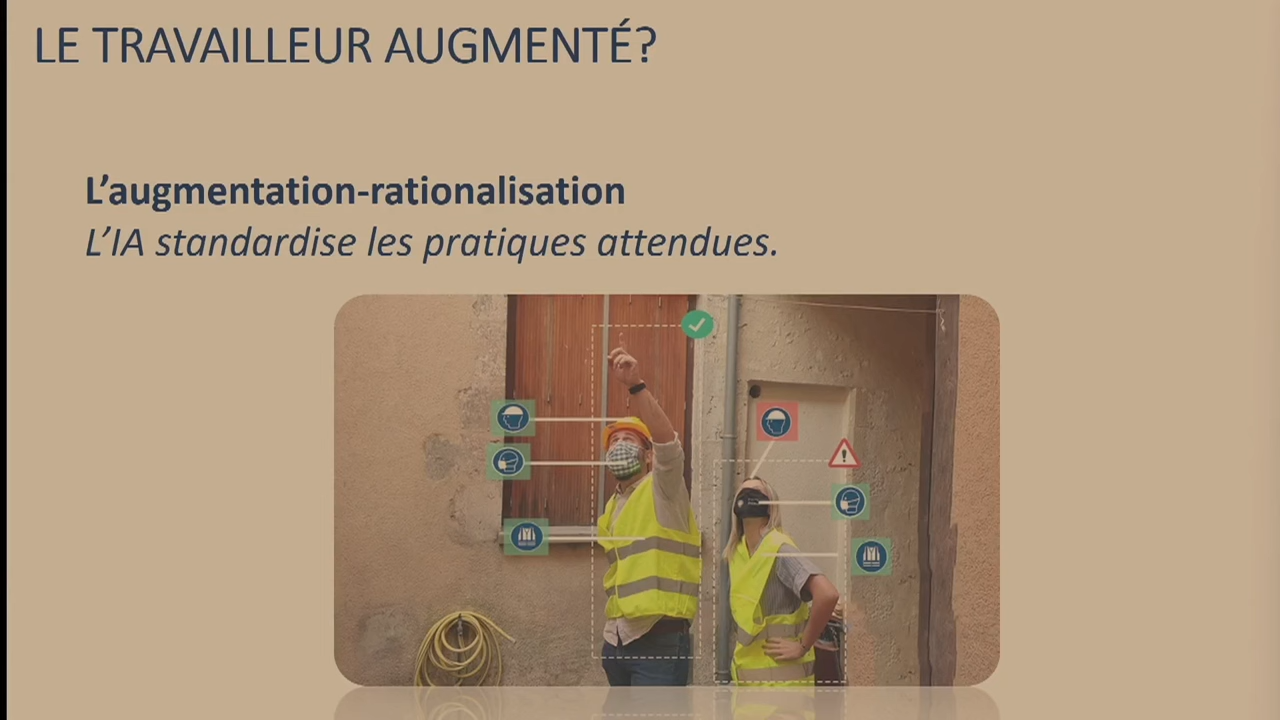 LE TRAVAILLEUR AUGMENTÉ?
L'augmentation-rationalisation
L'IA standardise les pratiques attendues.